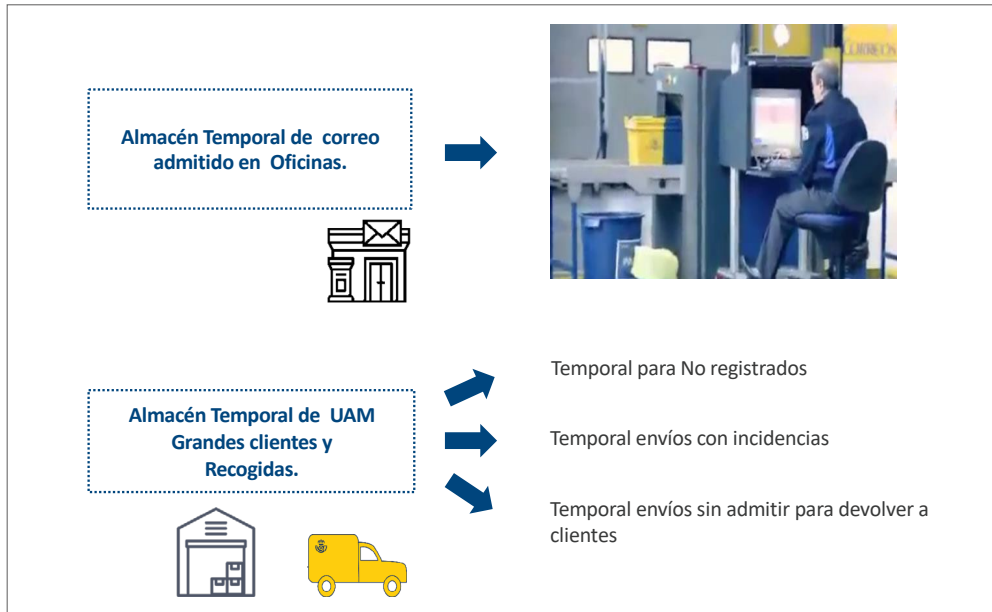 Almacén Temporal de correo
admitido en Oficinas.
CORREOS
Temporal para No registrados
Almacén Temporal de UAM
Grandes clientes y
Recogidas.
Temporal envíos con incidencias
Temporal envíos sin admitir para devolver a
clientes